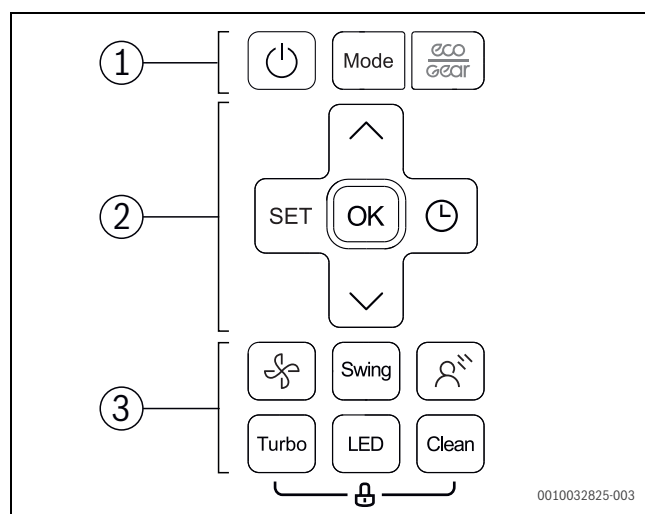 1
Mode
eco
Gear
2
SET OK
3
Swing
Turbo LED Clean
0010032825-003